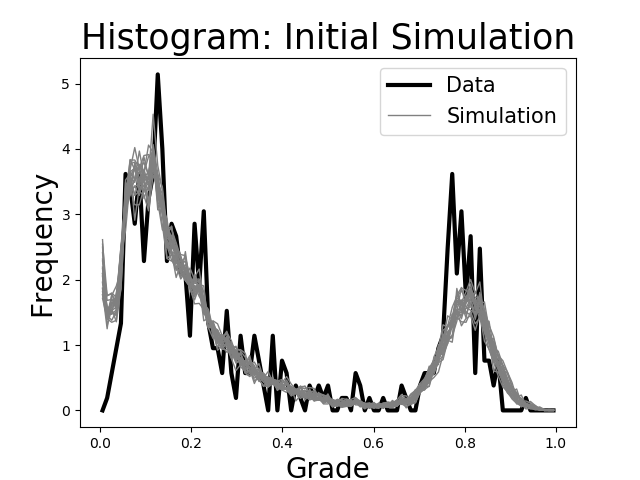 Histogram: Initial Simulation
Data
Simulation
Frequency
5
4
3
2
1
0
0.0 0.2 0.4 0.6 0.8 1.0
Grade